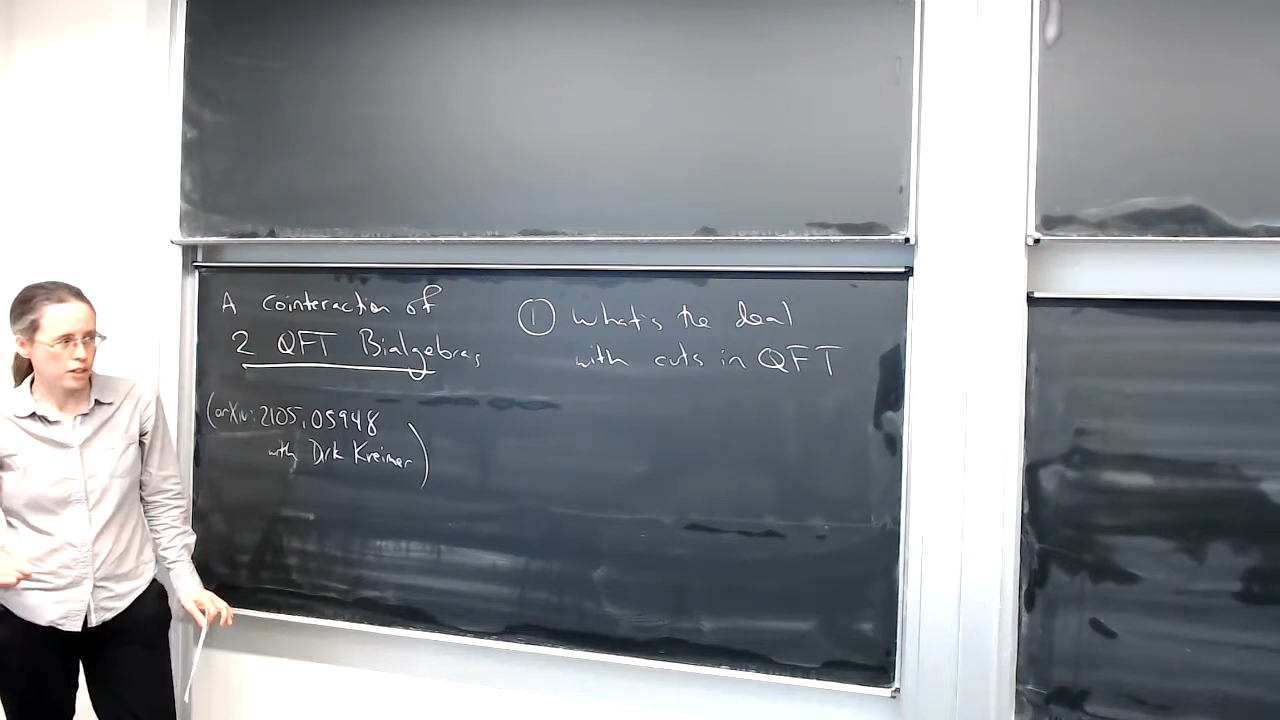 A cointeraction of
2 QFT Bialgebras
(arXiv: 2105.05948
with Dirk Kreimer)
① What's the deal
with cuts in QFT